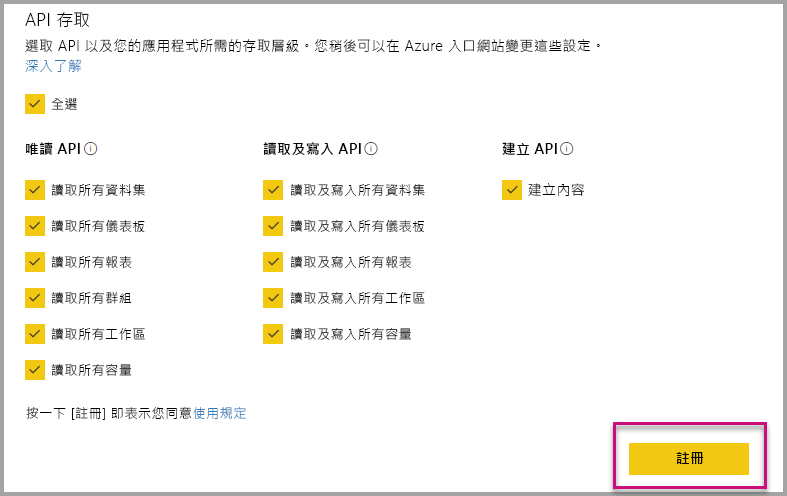 API 存取
選取 API 以及您的應用程式所需的存取層級。您稍後可以在 Azure 入口網站變更這些設定。
深入了解
全選
唯讀 API
讀取所有資料集
讀取所有儀表板
讀取所有報表
讀取所有群組
讀取所有工作區
讀取所有容量
讀取及寫入 API
讀取及寫入所有資料集
讀取及寫入所有儀表板
讀取及寫入所有報表
讀取及寫入所有工作區
讀取及寫入所有容量
建立 API
建立內容
按一下 [註冊] 即表示您同意使用規定
註冊